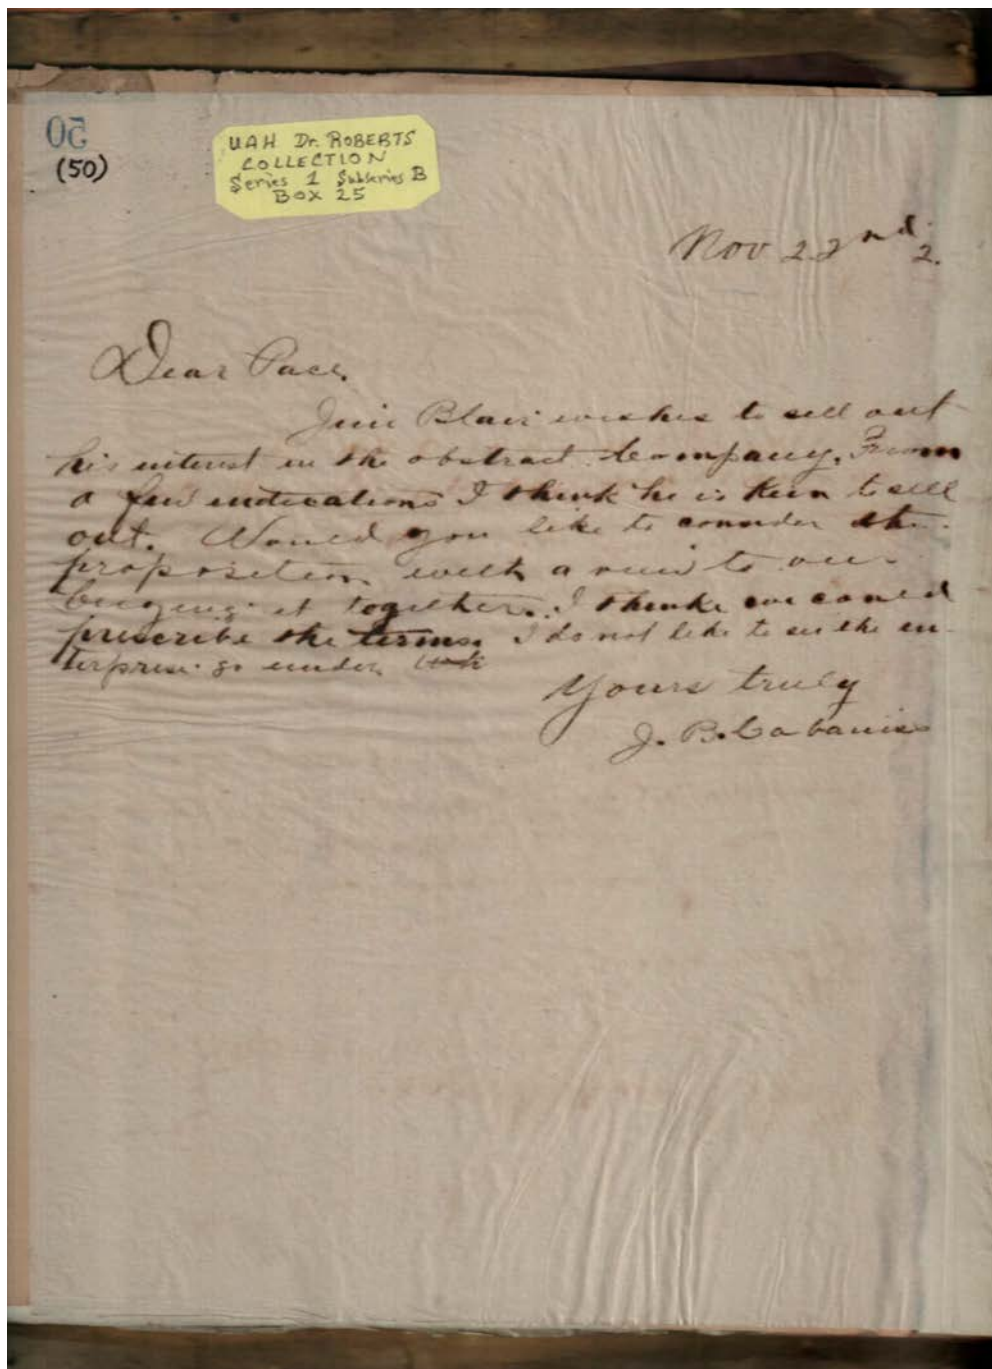 50
(50)
UAH Dr. ROBERTS
COLLECTION
Series 1 Subseries B
BOX 25
Nov 22nd 2.
Dear Pace
Jim Blair wishes to sell out
his interest in the abstract Company. From
a few indications I think he is keen to sell
out. Would you like to consider the
proposition with a view to our
buying it together. I think we could
prescribe the terms. I do not like to see the en-
terprise go under
Yours truly
J. B. Cabaniss